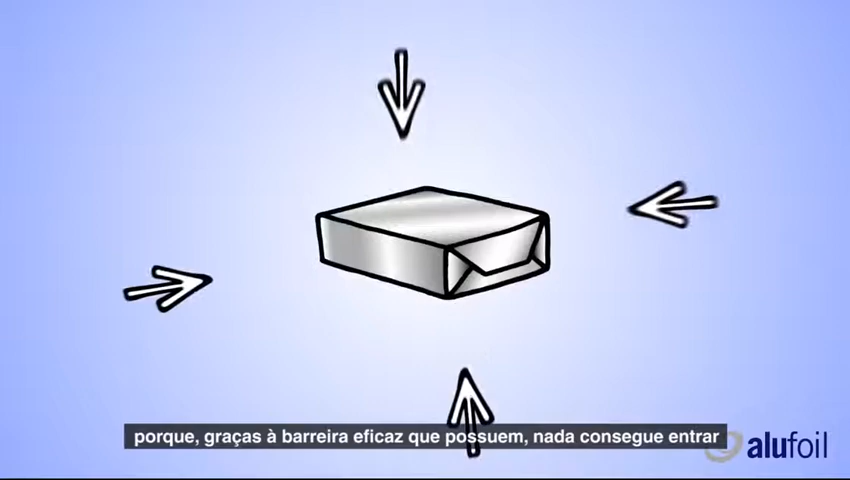 porque, graças à barreira eficaz que possuem, nada consegue entrar
alufoil